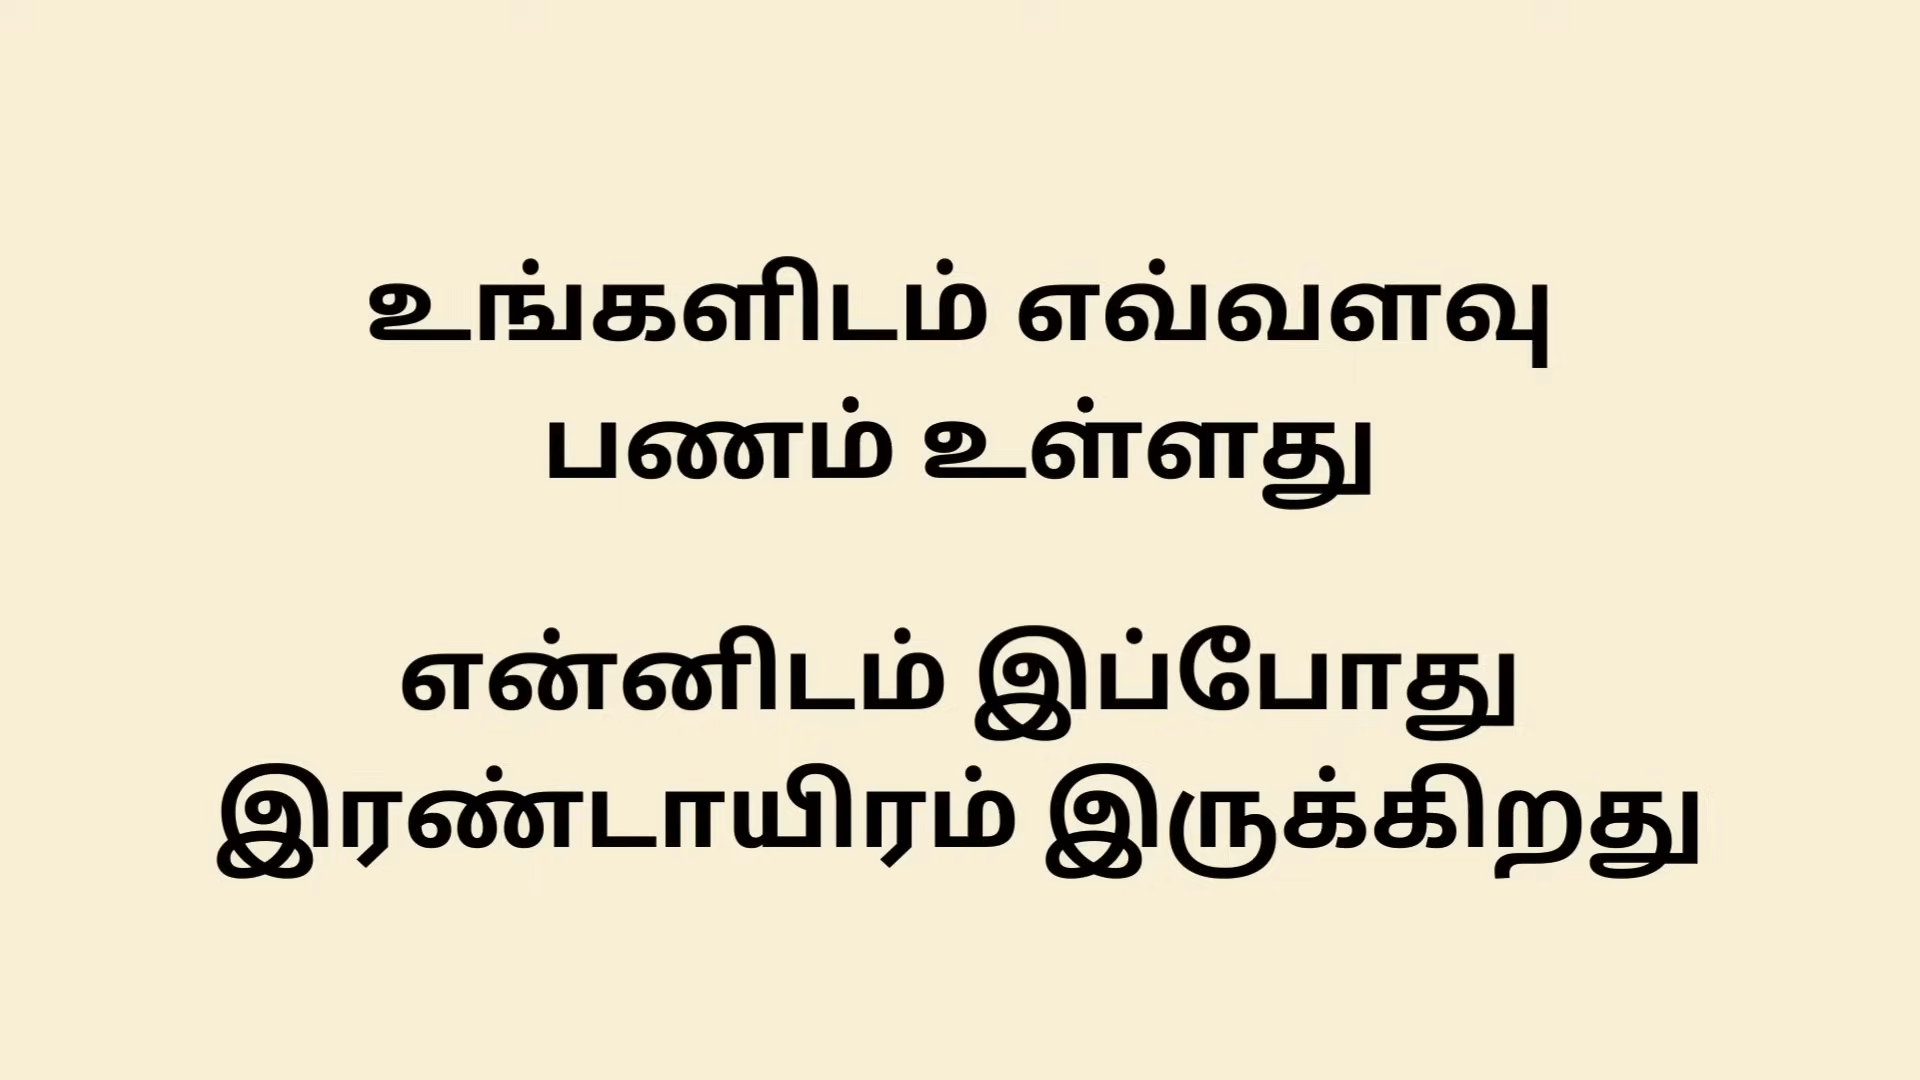 உங்களிடம் எவ்வளவு
பணம் உள்ளது
என்னிடம் இப்போது
இரண்டாயிரம் இருக்கிறது